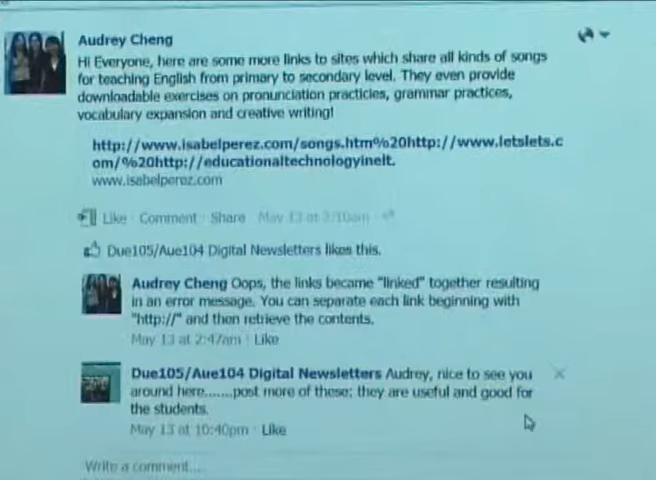 Audrey Cheng
Hi Everyone, here are some more links to sites which share all kinds of songs
for teaching English from primary to secondary level. They even provide
downloadable exercises on pronunciation practicies, grammar practices,
vocabulary expansion and creative writing!
http://www.isabelperez.com/songs.htm%20http://www.letslets.c
om/%20http://educationaltechnologyinelt.
www.isabelperez.com
Like · Comment · Share · May 13 at
Due105/Aue104 Digital Newsletters likes this.
Audrey Cheng Oops, the links became "linked" together resulting
in an error message. You can separate each link beginning with
"http://" and then retrieve the contents.
May 13 at 2:47am · Like
Due105/Aue104 Digital Newsletters Audrey, nice to see you
around here.......post more of these; they are useful and good for
the students.
May 13 at 10:40pm · Like
Write a comment...